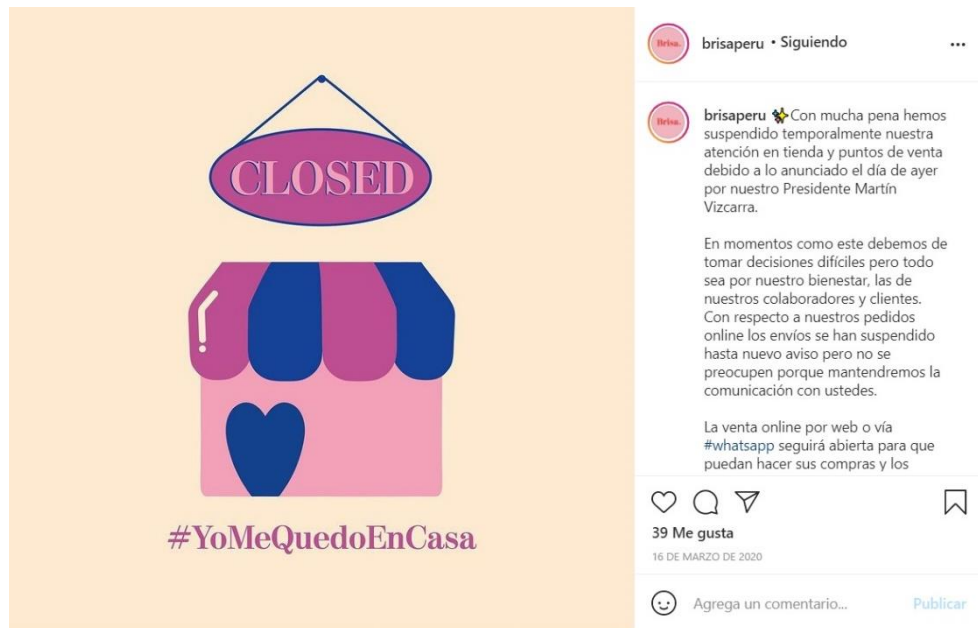 CLOSED
#YoMeQuedoEnCasa
Brisa.
brisaperu • Siguiendo
Brisa.
brisaperu ✨Con mucha pena hemos
suspendido temporalmente nuestra
atención en tienda y puntos de venta
debido a lo anunciado el día de ayer
por nuestro Presidente Martín
Vizcarra.
En momentos como este debemos de
tomar decisiones difíciles pero todo
sea por nuestro bienestar, las de
nuestros colaboradores y clientes.
Con respecto a nuestros pedidos
online los envíos se han suspendido
hasta nuevo aviso pero no se
preocupen porque mantendremos la
comunicación con ustedes.
La venta online por web o vía
#whatsapp seguirá abierta para que
puedan hacer sus compras y los
39 Me gusta
16 DE MARZO DE 2020
Agrega un comentario...
Publicar